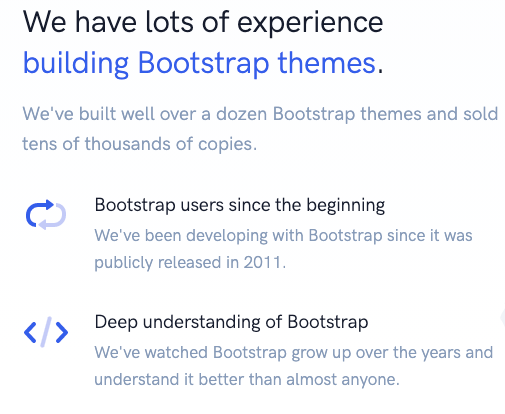 We have lots of experience
building Bootstrap themes.
We've built well over a dozen Bootstrap themes and sold
tens of thousands of copies.
Bootstrap users since the beginning
We've been developing with Bootstrap since it was
publicly released in 2011.
Deep understanding of Bootstrap
We've watched Bootstrap grow up over the years and
understand it better than almost anyone.